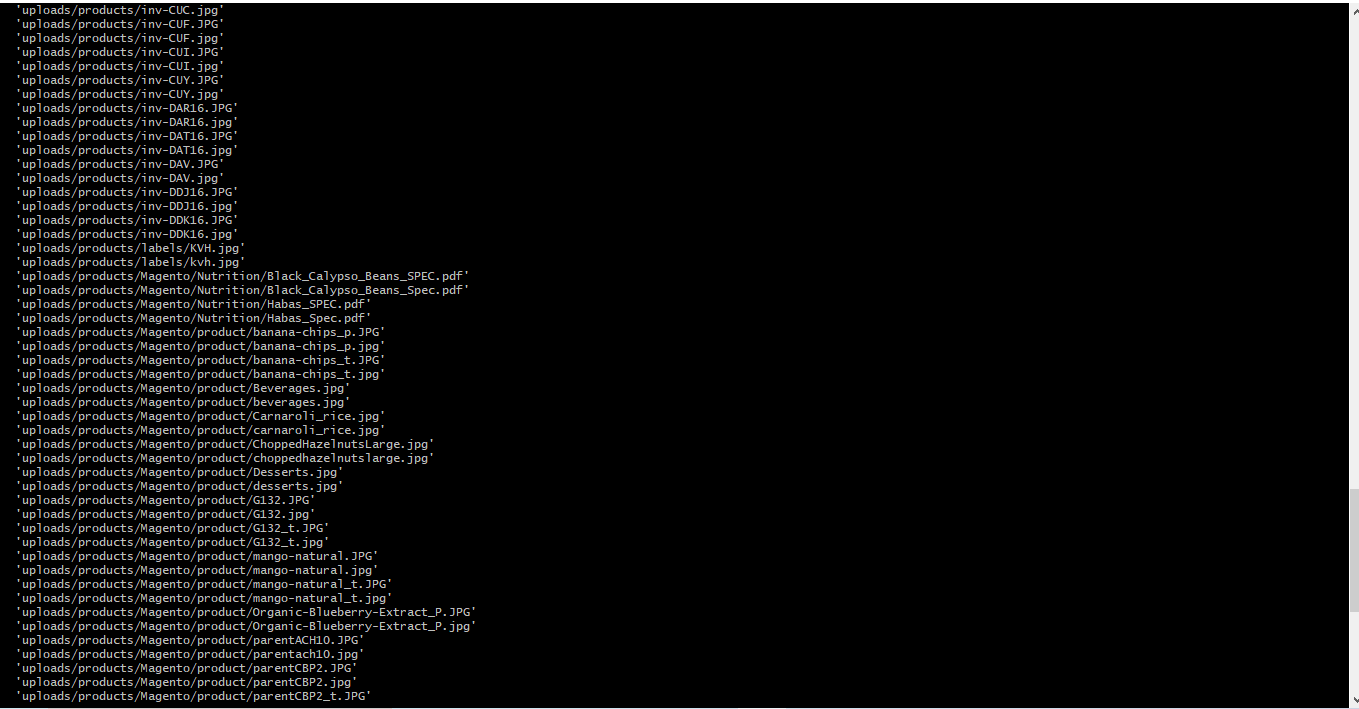 'uploads/products/inv-CUC.jpg'
'uploads/products/inv-CUF.JPG'
'uploads/products/inv-CUF.jpg'
'uploads/products/inv-CUI.JPG'
'uploads/products/inv-CUI.jpg'
'uploads/products/inv-CUY.JPG'
'uploads/products/inv-CUY.jpg'
'uploads/products/inv-DAR16.JPG'
'uploads/products/inv-DAR16.jpg'
'uploads/products/inv-DAT16.JPG'
'uploads/products/inv-DAT16.jpg'
'uploads/products/inv-DAV.JPG'
'uploads/products/inv-DAV.jpg'
'uploads/products/inv-DDJ16.JPG'
'uploads/products/inv-DDJ16.jpg'
'uploads/products/inv-DDK16.JPG'
'uploads/products/inv-DDK16.jpg'
'uploads/products/labels/KVH.jpg'
'uploads/products/labels/kvh.jpg'
'uploads/products/Magento/Nutrition/Black_Calypso_Beans_SPEC.pdf'
'uploads/products/Magento/Nutrition/Black_Calypso_Beans_Spec.pdf'
'uploads/products/Magento/Nutrition/Habas_SPEC.pdf'
'uploads/products/Magento/Nutrition/Habas_Spec.pdf'
'uploads/products/Magento/product/banana-chips_p.JPG'
'uploads/products/Magento/product/banana-chips_p.jpg'
'uploads/products/Magento/product/banana-chips_t.JPG'
'uploads/products/Magento/product/banana-chips_t.jpg'
'uploads/products/Magento/product/Beverages.jpg'
'uploads/products/Magento/product/beverages.jpg'
'uploads/products/Magento/product/Carnaroli_rice.jpg'
'uploads/products/Magento/product/carnaroli_rice.jpg'
'uploads/products/Magento/product/ChoppedHazelnutsLarge.jpg'
'uploads/products/Magento/product/choppedhazelnutslarge.jpg'
'uploads/products/Magento/product/Desserts.jpg'
'uploads/products/Magento/product/desserts.jpg'
'uploads/products/Magento/product/G132.JPG'
'uploads/products/Magento/product/G132.jpg'
'uploads/products/Magento/product/G132_t.JPG'
'uploads/products/Magento/product/G132_t.jpg'
'uploads/products/Magento/product/mango-natural.JPG'
'uploads/products/Magento/product/mango-natural.jpg'
'uploads/products/Magento/product/mango-natural_t.JPG'
'uploads/products/Magento/product/mango-natural_t.jpg'
'uploads/products/Magento/product/Organic-Blueberry-Extract_P.JPG'
'uploads/products/Magento/product/Organic-Blueberry-Extract_P.jpg'
'uploads/products/Magento/product/parentACH10.JPG'
'uploads/products/Magento/product/parentach10.jpg'
'uploads/products/Magento/product/parentCBP2.JPG'
'uploads/products/Magento/product/parentCBP2.jpg'
'uploads/products/Magento/product/parentCBP2_t.JPG'